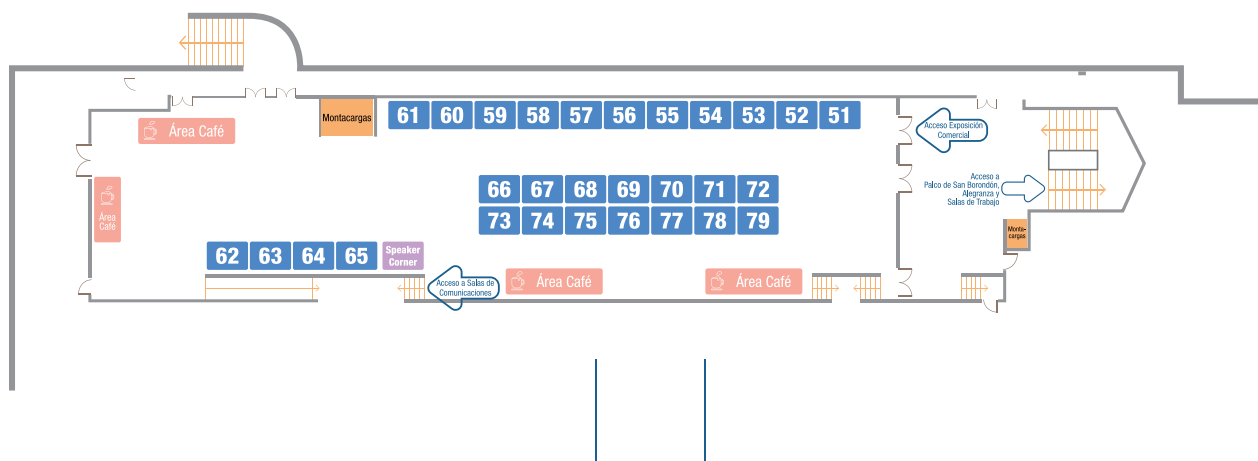 Montacargas
61 60 59 58 57 56 55 54 53 52 51
Área Café
Acceso Exposición
Comercial
Acceso a
Palco de San Borondón,
Alegranza y
Salas de Trabajo
66 67 68 69 70 71 72
73 74 75 76 77 78 79
Área
Café
Monta-
cargas
62 63 64 65
Speaker
Corner
Acceso a Salas de
Comunicaciones
Área Café
Área Café